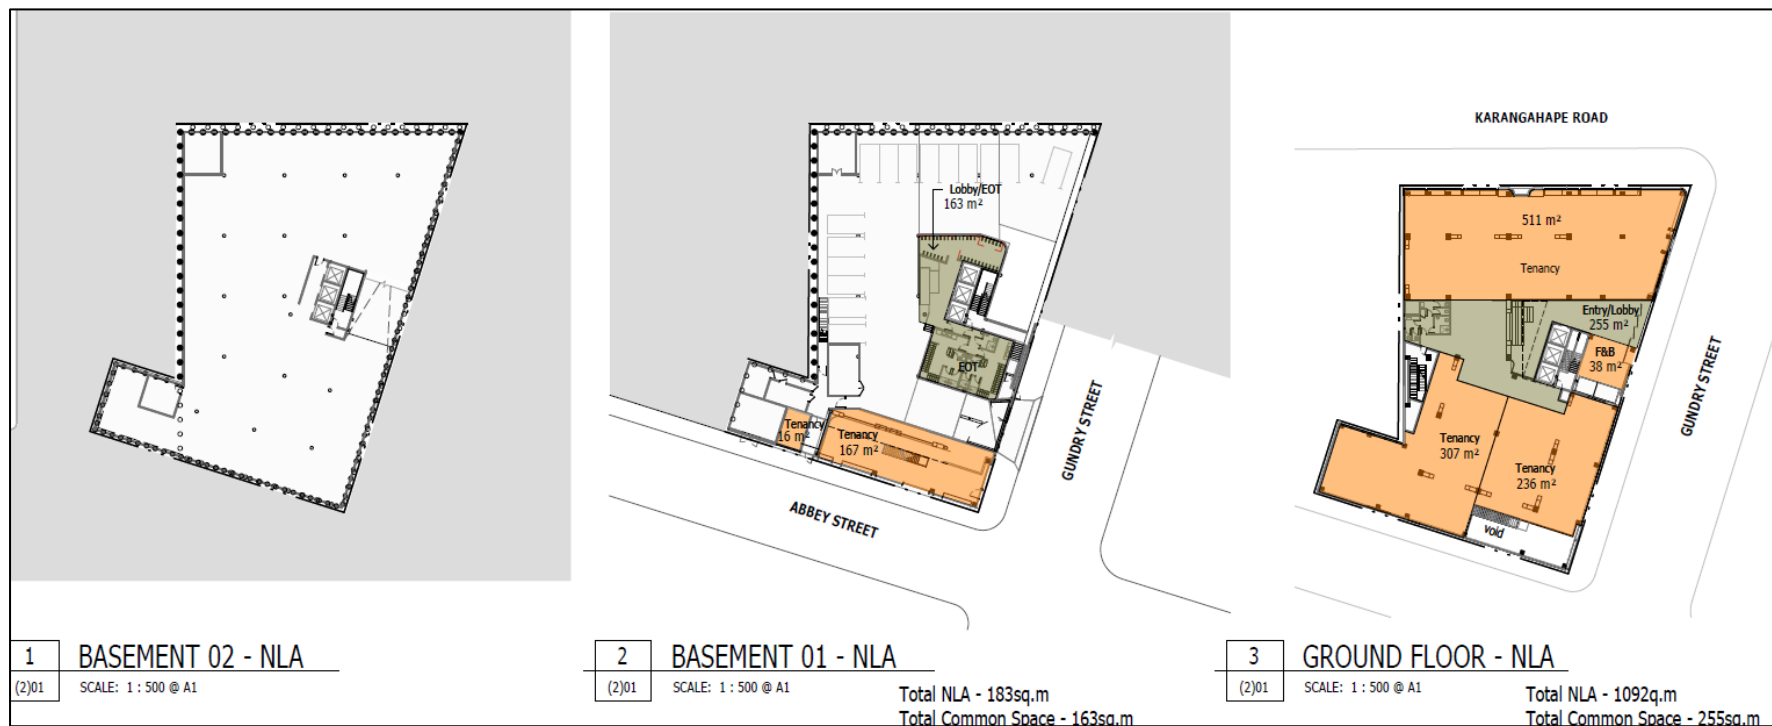 Lobby/EOT
163 m²
EOT
Tenancy
16 m²
Tenancy
167 m²
ABBEY STREET
GUNDRY STREET
KARANGAHAPE ROAD
511 m²
Tenancy
Entry/Lobby
255 m²
F&B
38 m²
Tenancy
307 m²
Tenancy
236 m²
void
GUNDRY STREET
1
(2)01
BASEMENT 02 - NLA
SCALE: 1 : 500 @ A1
2
(2)01
BASEMENT 01 - NLA
SCALE: 1 : 500 @ A1
Total NLA - 183sq.m
Total Common Space - 163sq.m
3
(2)01
GROUND FLOOR - NLA
SCALE: 1 : 500 @ A1
Total NLA - 1092q.m
Total Common Space - 255sq.m